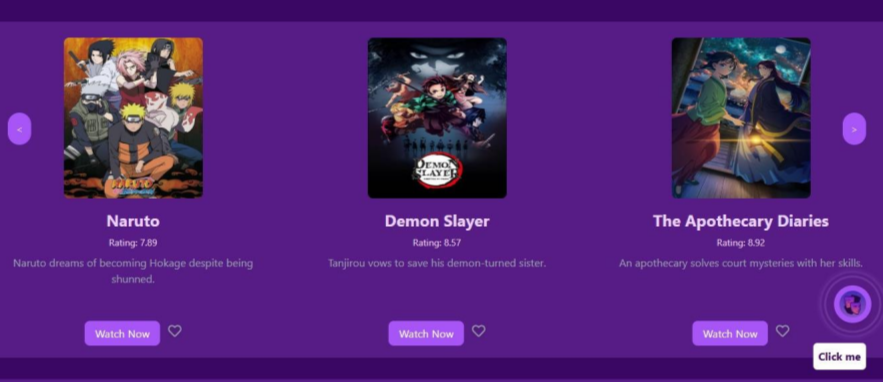 NARUTO
DEMON
SLAYER
<
>
Naruto
Demon Slayer
The Apothecary Diaries
Rating: 7.89
Rating: 8.57
Rating: 8.92
Naruto dreams of becoming Hokage despite being
shunned.
Tanjirou vows to save his demon-turned sister.
An apothecary solves court mysteries with her skills.
Watch Now
Watch Now
Watch Now
Click me